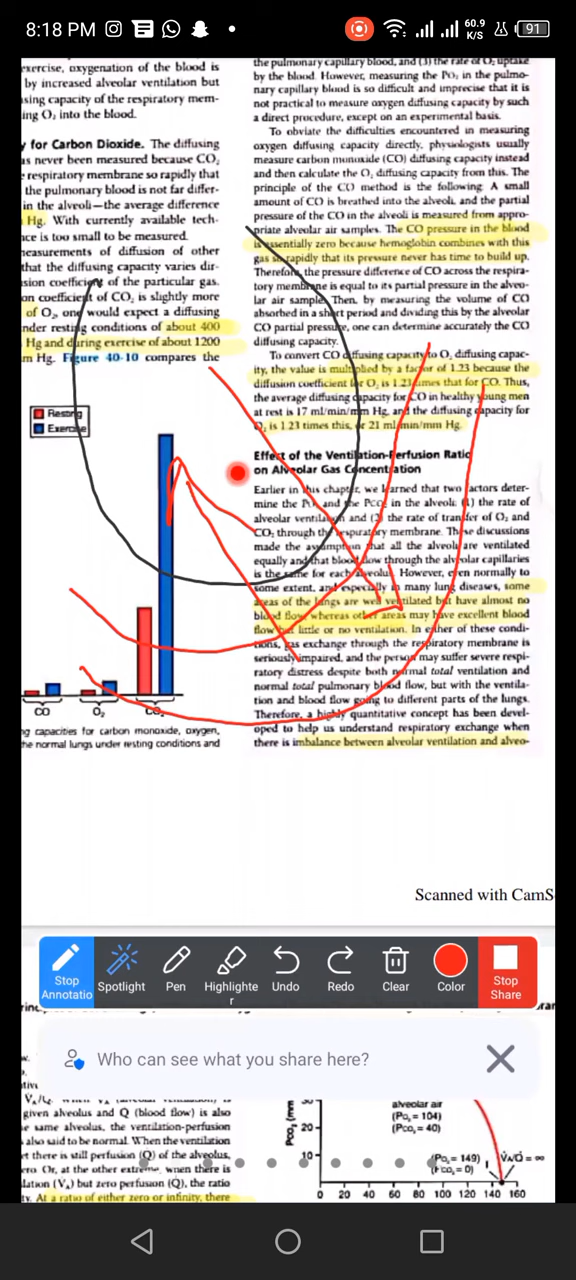 8:18 PM
60.9
K/S
91
exercise, oxygenation of the blood is
by increased alveolar ventilation but
sing capacity of the respiratory mem-
ing O₂ into the blood.
y for Carbon Dioxide. The diffusing
as never been measured because CO₂
respiratory membrane so rapidly that
the pulmonary blood is not far differ-
in the alveoli—the average difference
Hg. With currently available tech-
nce is too small to be measured.
neasurements of diffusion of other
that the diffusing capacity varies dir-
sion coefficient of the particular gas.
on coefficient of CO₂ is slightly more
of O₂, one would expect a diffusing
nder resting conditions of about 400
Hg and during exercise of about 1200
m Hg. Figure 40-10 compares the
Resting
Exercise
CO
O₂
CO₂
ng capacities for carbon monoxide, oxygen,
he normal lungs under resting conditions and
the pulmonary capillary blood, and (3) the rate of O₂ uptake
by the blood. However, measuring the Po₂ in the pulmo-
nary capillary blood is so difficult and imprecise that it is
not practical to measure oxygen diffusing capacity by such
a direct procedure, except on an experimental basis.
To obviate the difficulties encountered in measuring
oxygen diffusing capacity directly, physiologists usually
measure carbon monoxide (CO) diffusing capacity instead
and then calculate the O₂ diffusing capacity from this. The
principle of the CO method is the following: A small
amount of CO is breathed into the alveoli, and the partial
pressure of the CO in the alveoli is measured from appro-
priate alveolar air samples. The CO pressure in the blood
is essentially zero because hemoglobin combines with this
gas so rapidly that its pressure never has time to build up.
Therefore, the pressure difference of CO across the respira-
tory membrane is equal to its partial pressure in the alveo-
lar air sample. Then, by measuring the volume of CO
absorbed in a short period and dividing this by the alveolar
CO partial pressure, one can determine accurately the CO
diffusing capacity.
To convert CO diffusing capacity to O₂ diffusing capac-
ity, the value is multiplied by a factor of 1.23 because the
diffusion coefficient for O₂ is 1.23 times that for CO. Thus,
the average diffusing capacity for CO in healthy young men
at rest is 17 ml/min/mm Hg, and the diffusing capacity for
O₂ is 1.23 times this, or 21 ml/min/mm Hg.
Effect of the Ventilation-Perfusion Ratio
on Alveolar Gas Concentration
Earlier in this chapter, we learned that two factors deter-
mine the Po₂ and the Pco₂ in the alveoli: (1) the rate of
alveolar ventilation and (2) the rate of transfer of O₂ and
CO₂ through the respiratory membrane. These discussions
made the assumption that all the alveoli are ventilated
equally and that blood flow through the alveolar capillaries
is the same for each alveolus. However, even normally to
some extent, and especially in many lung diseases, some
areas of the lungs are well ventilated but have almost no
blood flow, whereas other areas may have excellent blood
flow but little or no ventilation. In either of these condi-
tions, gas exchange through the respiratory membrane is
seriously impaired, and the person may suffer severe respi-
ratory distress despite both normal total ventilation and
normal total pulmonary blood flow, but with the ventila-
tion and blood flow going to different parts of the lungs.
Therefore, a highly quantitative concept has been devel-
oped to help us understand respiratory exchange when
there is imbalance between alveolar ventilation and alveo-
Scanned with CamS
Stop
Annotatio
Spotlight
Pen
Highlighte
r
Undo
Redo
Clear
Color
Stop
Share
Who can see what you share here?
given alveolus and Q (blood flow) is also
e same alveolus, the ventilation-perfusion
also said to be normal. When the ventilation
et there is still perfusion (Q) of the alveolus,
ero. Or, at the other extreme, when there is
lation (VA) but zero perfusion (Q), the ratio
ty. At a ratio of either zero or infinity, there
Pco₂ (mm
30
20
10
alveolar air
(Po₂ = 104)
(Pco₂ = 40)
(Po₂ = 149)
(Pco₂ = 0)
V̇A/Q̇ = ∞
0 20 40 60 80 100 120 140 160